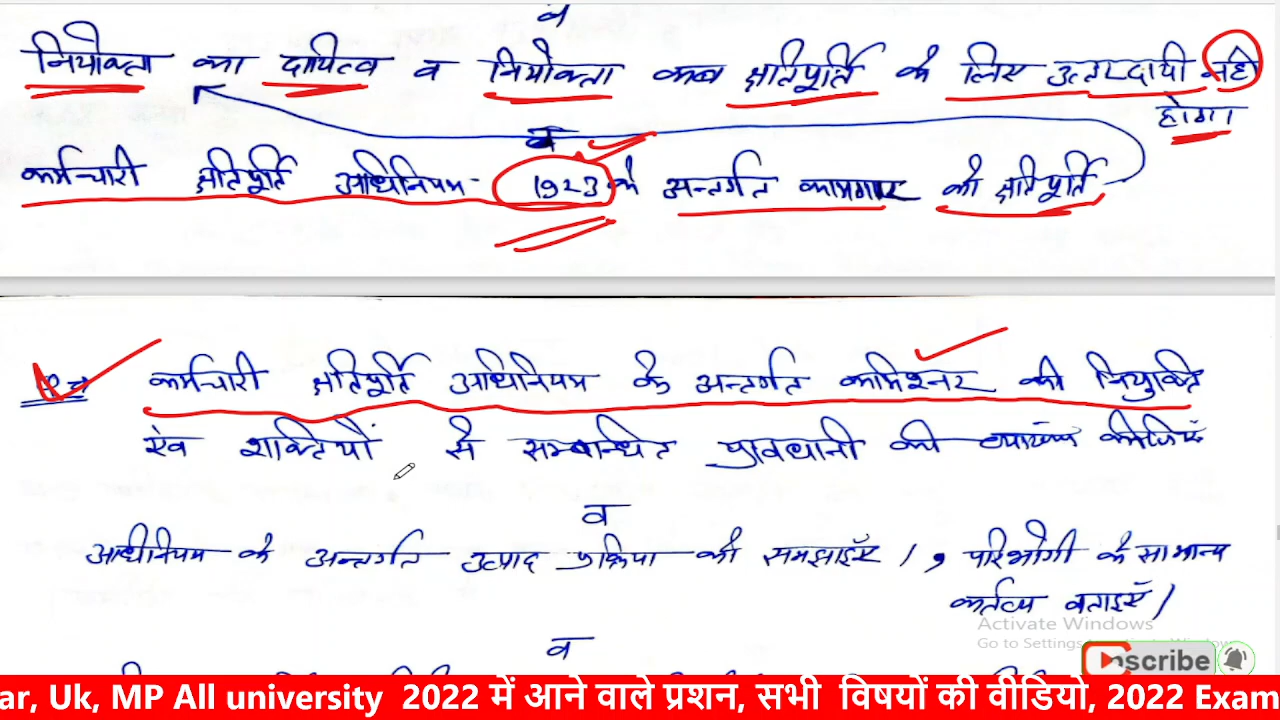 व
नियोक्ता का दायित्व व नियोक्ता कब क्षतिपूर्ति के लिए उत्तरदायी नही
होगा
व
कर्मचारी क्षतिपूर्ति अधिनियम- 1923 के अन्तर्गत कामगार की क्षतिपूर्ति
कर्मचारी क्षतिपूर्ति अधिनियम के अन्तर्गत कमिश्नर की नियुक्ति
एंव शक्तियों से सम्बन्धित प्रावधानो की व्याख्या कीजिएं
व
अधिनियम के अन्तर्गत उत्पाद प्रक्रिया को समझाइएं / , परिभोगी के सामान्य
कर्तव्य बताइएं /
Activate Windows
Go to Settings
व
scribe
ar, Uk, MP All university 2022 में आने वाले प्रशन, सभी विषयों की वीडियो, 2022 Exam